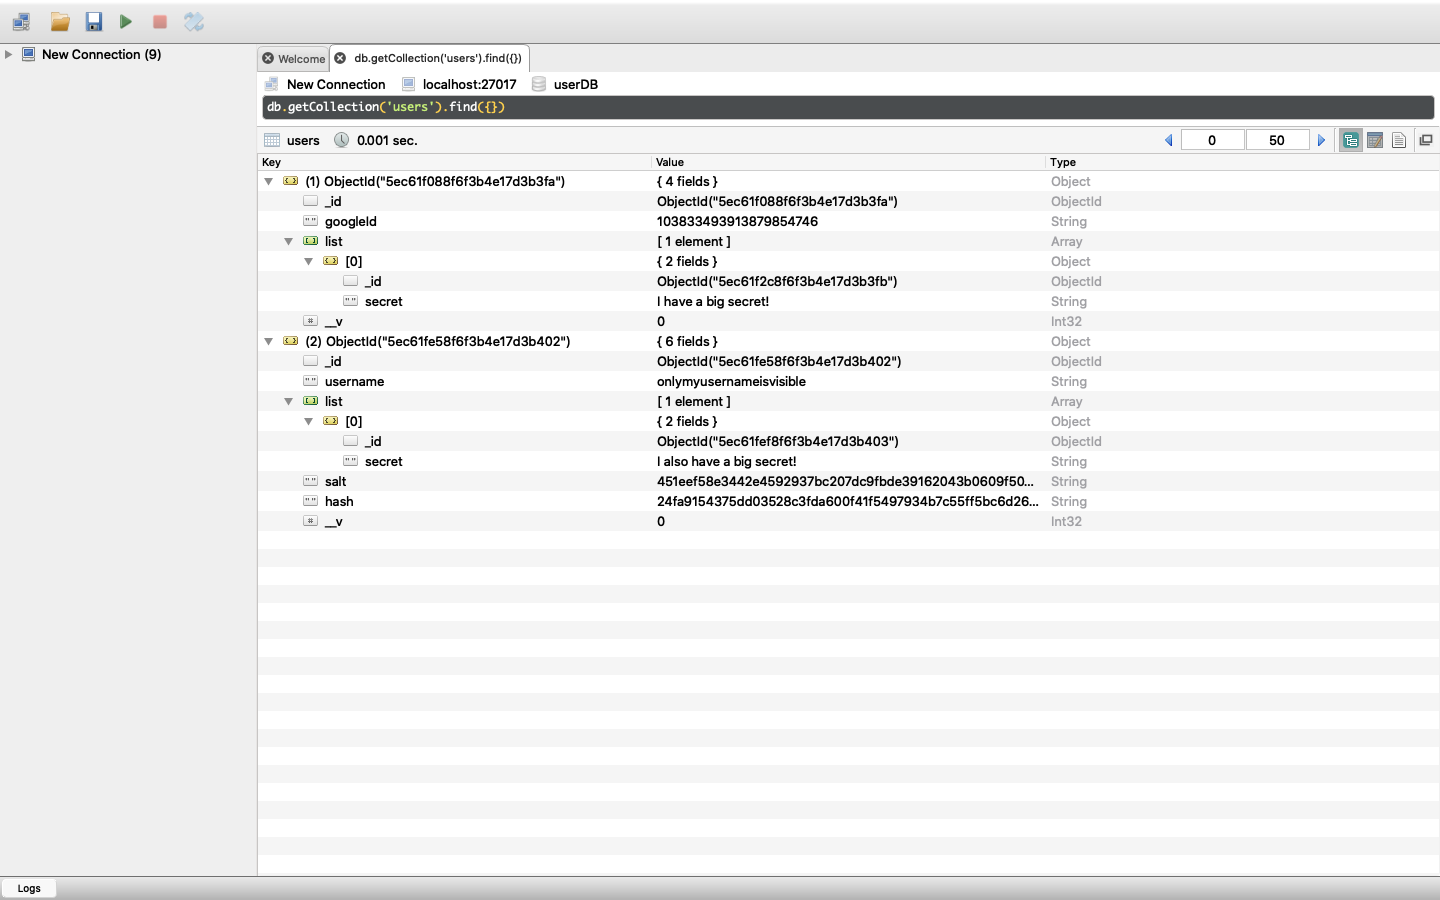 New Connection (9)
Welcome
db.getCollection('users').find({})
New Connection localhost:27017 userDB
db.getCollection('users').find({})
users 0.001 sec. 0 50
Key Value Type
(1) ObjectId("5ec61f088f6f3b4e17d3b3fa") { 4 fields } Object
_id ObjectId("5ec61f088f6f3b4e17d3b3fa") ObjectId
googleId 103833493913879854746 String
list [ 1 element ] Array
[0] { 2 fields } Object
_id ObjectId("5ec61f2c8f6f3b4e17d3b3fb") ObjectId
secret I have a big secret! String
__v 0 Int32
(2) ObjectId("5ec61fe58f6f3b4e17d3b402") { 6 fields } Object
_id ObjectId("5ec61fe58f6f3b4e17d3b402") ObjectId
username onlymyusernameisvisible String
list [ 1 element ] Array
[0] { 2 fields } Object
_id ObjectId("5ec61fef8f6f3b4e17d3b403") ObjectId
secret I also have a big secret! String
salt 451eef58e3442e4592937bc207dc9fbde39162043b0609f50... String
hash 24fa9154375dd03528c3fda600f41f5497934b7c55ff5bc6d26... String
__v 0 Int32
Logs